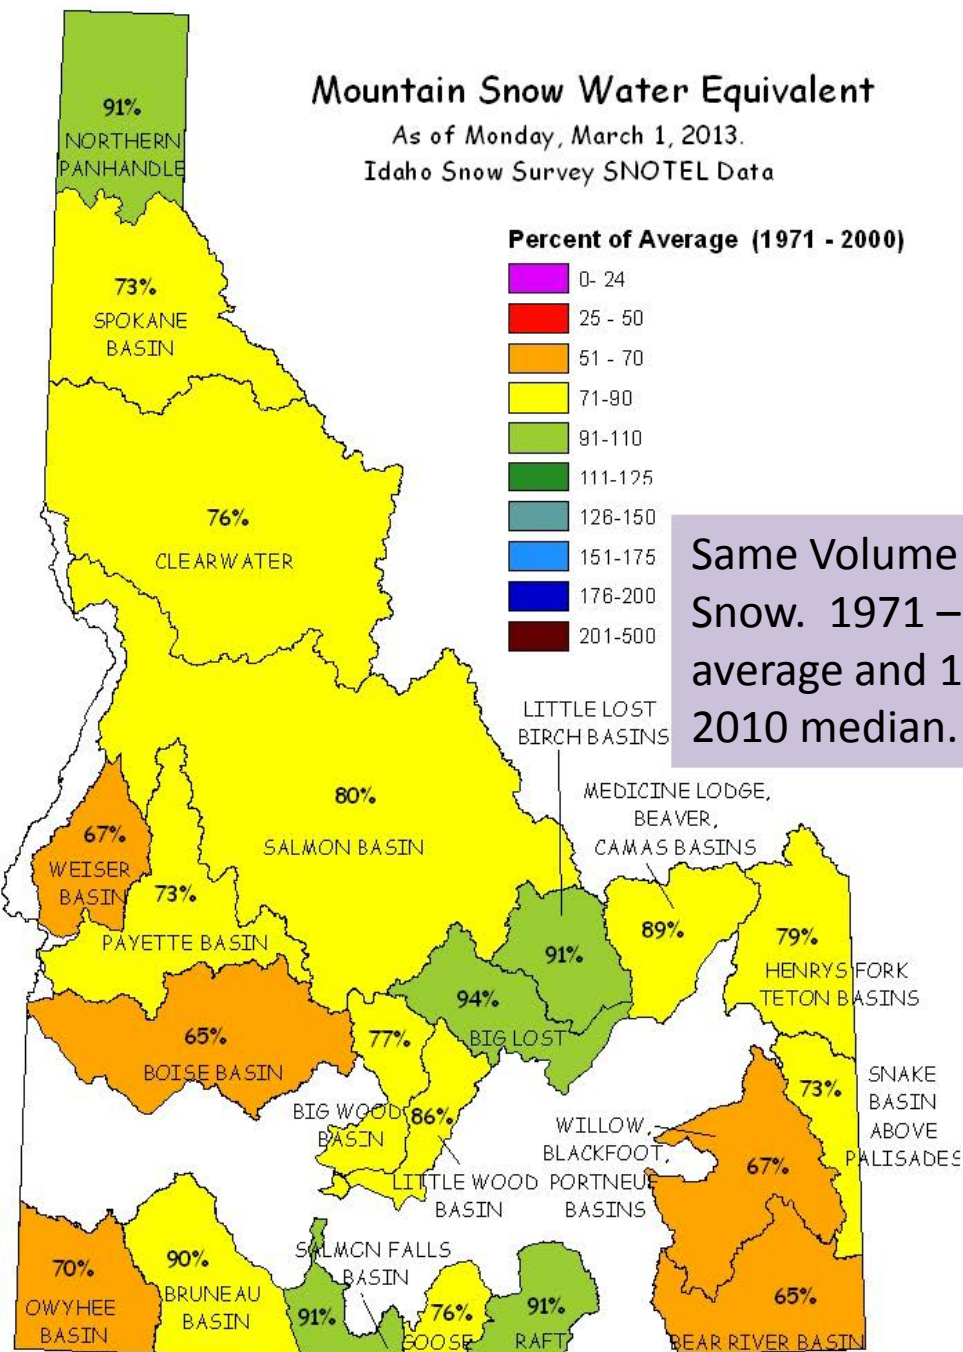 Mountain Snow Water Equivalent
As of Monday, March 1, 2013.
Idaho Snow Survey SNOTEL Data
Percent of Average (1971 - 2000)
0- 24
25 - 50
51 - 70
71-90
91-110
111-125
126-150
151-175
176-200
201-500
Same Volume
Snow. 1971 –
average and 1
2010 median.
91%
NORTHERN
PANHANDLE
73%
SPOKANE
BASIN
76%
CLEARWATER
LITTLE LOST
BIRCH BASINS
MEDICINE LODGE,
BEAVER,
CAMAS BASINS
80%
SALMON BASIN
67%
WEISER
BASIN
73%
PAYETTE BASIN
91%
89%
79%
HENRYS FORK
TETON BASINS
94%
BIG LOST
65%
BOISE BASIN
77%
BIG WOOD
BASIN
86%
LITTLE WOOD
BASIN
WILLOW,
BLACKFOOT,
PORTNEUF
BASINS
67%
73%
SNAKE
BASIN
ABOVE
PALISADES
70%
OWYHEE
BASIN
90%
BRUNEAU
BASIN
SALMON FALLS
BASIN
91%
76%
GOOSE
91%
RAFT
65%
BEAR RIVER BASIN